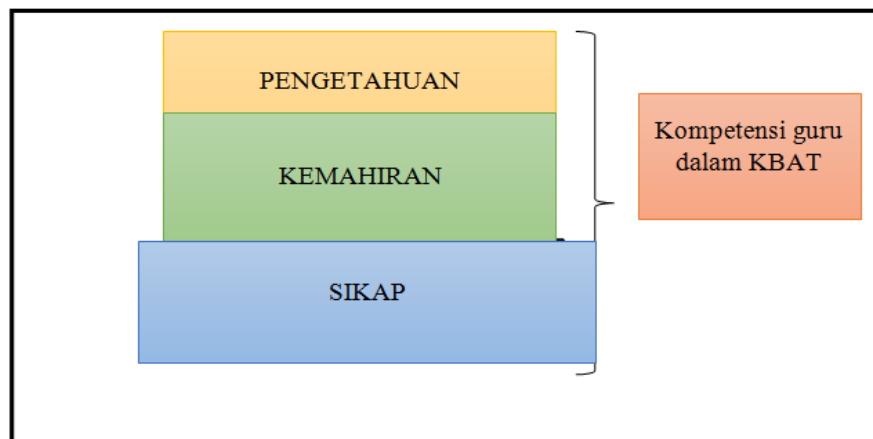 PENGETAHUAN
KEMAHIRAN
SIKAP
Kompetensi guru
dalam KBAT